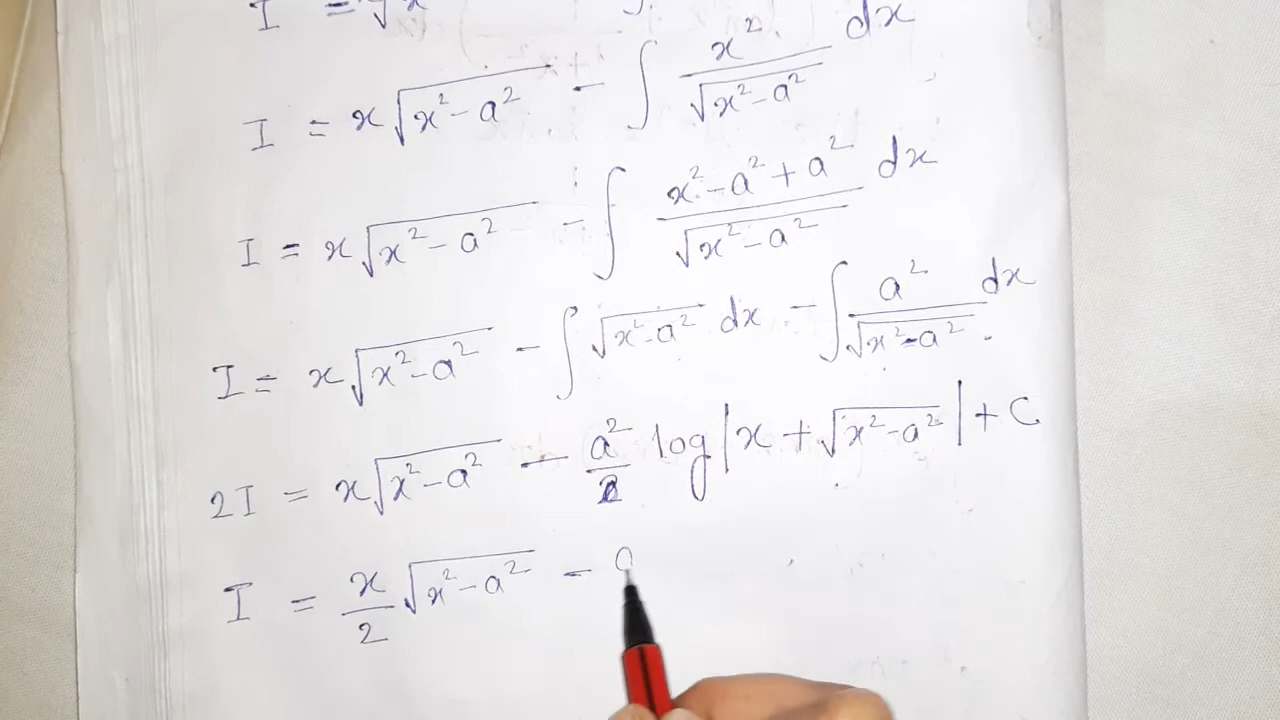 I = √x
I = x√x²-a² - ∫ x²/√x²-a² dx
I = x√x²-a² - ∫ x²-a²+a²/√x²-a² dx
I = x√x²-a² - ∫ √x²-a² dx - ∫ a²/√x²-a² dx
2I = x√x²-a² - a²/2 log|x+√x²-a²|+C
I = x/2 √x²-a² - a